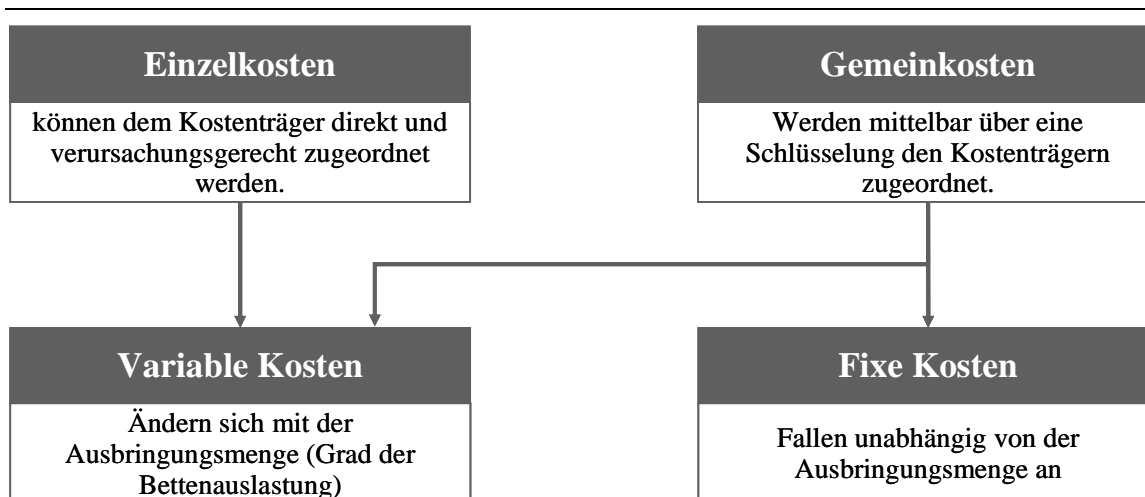 Einzelkosten
können dem Kostenträger direkt und
verursachungsgerecht zugeordnet
werden.
Gemeinkosten
Werden mittelbar über eine
Schlüsselung den Kostenträgern
zugeordnet.
Variable Kosten
Ändern sich mit der
Ausbringungsmenge (Grad der
Bettenauslastung)
Fixe Kosten
Fallen unabhängig von der
Ausbringungsmenge an